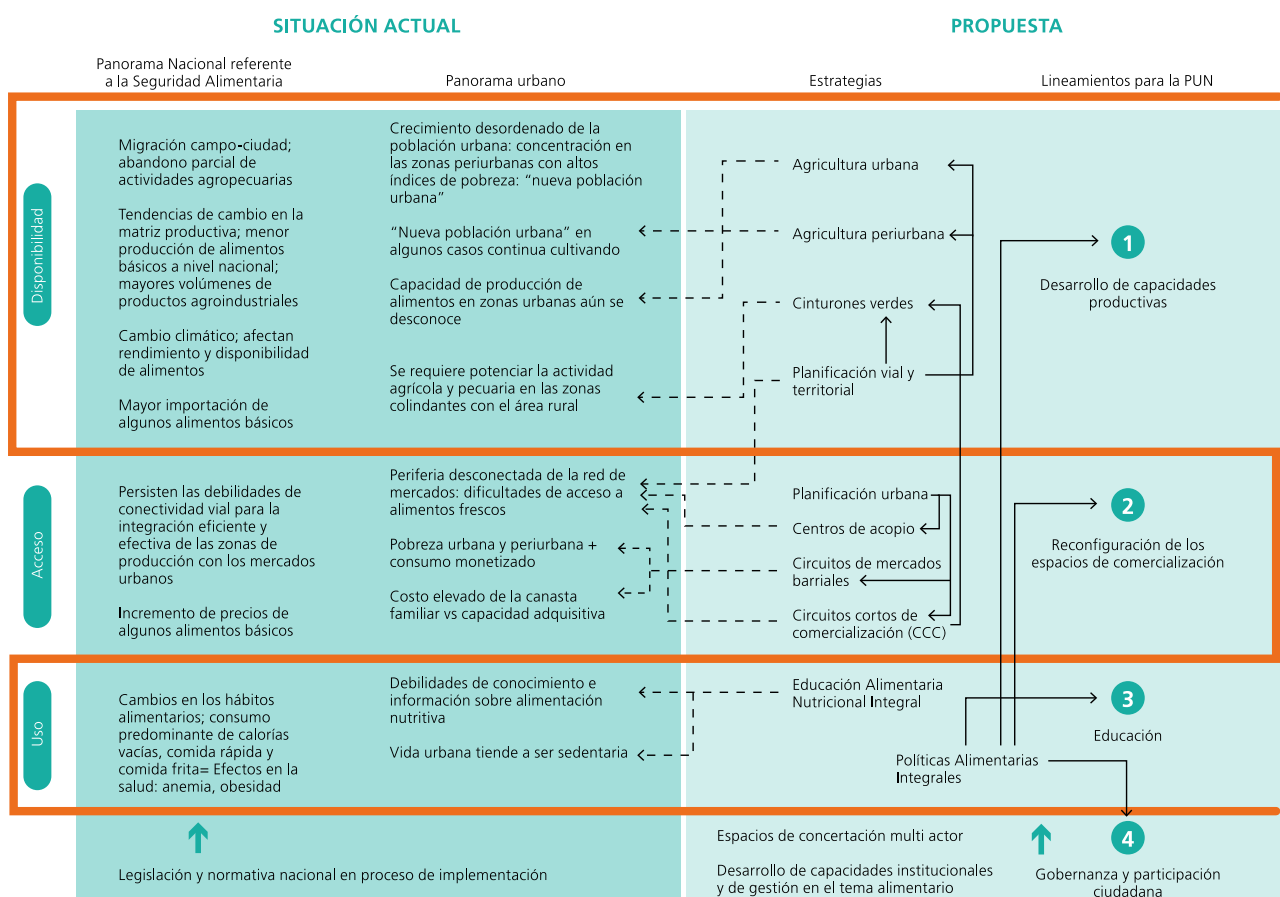 SITUACIÓN ACTUAL
PROPUESTA
Panorama Nacional referente
a la Seguridad Alimentaria
Panorama urbano
Estrategias
Lineamientos para la PUN
Disponibilidad
Migración campo-ciudad;
abandono parcial de
actividades agropecuarias
Tendencias de cambio en la
matriz productiva; menor
producción de alimentos
básicos a nivel nacional;
mayores volúmenes de
productos agroindustriales
Cambio climático; afectan
rendimiento y disponibilidad
de alimentos
Mayor importación de
algunos alimentos básicos
Crecimiento desordenado de la
población urbana: concentración en
las zonas periurbanas con altos
índices de pobreza: “nueva población
urbana”
“Nueva población urbana” en
algunos casos continua cultivando
Capacidad de producción de
alimentos en zonas urbanas aún se
desconoce
Se requiere potenciar la actividad
agrícola y pecuaria en las zonas
colindantes con el área rural
Agricultura urbana
Agricultura periurbana
Cinturones verdes
Planificación vial y
territorial
1
Desarrollo de capacidades
productivas
Acceso
Persisten las debilidades de
conectividad vial para la
integración eficiente y
efectiva de las zonas de
producción con los mercados
urbanos
Incremento de precios de
algunos alimentos básicos
Periferia desconectada de la red de
mercados: dificultades de acceso a
alimentos frescos
Pobreza urbana y periurbana +
consumo monetizado
Costo elevado de la canasta
familiar vs capacidad adquisitiva
Planificación urbana
Centros de acopio
Circuitos de mercados
barriales
Circuitos cortos de
comercialización (CCC)
2
Reconfiguración de los
espacios de comercialización
Uso
Cambios en los hábitos
alimentarios; consumo
predominante de calorías
vacías, comida rápida y
comida frita= Efectos en la
salud: anemia, obesidad
Debilidades de conocimiento e
información sobre alimentación
nutritiva
Vida urbana tiende a ser sedentaria
Educación Alimentaria
Nutricional Integral
3
Educación
Políticas Alimentarias
Integrales
Legislación y normativa nacional en proceso de implementación
Espacios de concertación multi actor
Desarrollo de capacidades institucionales
y de gestión en el tema alimentario
4
Gobernanza y participación
ciudadana